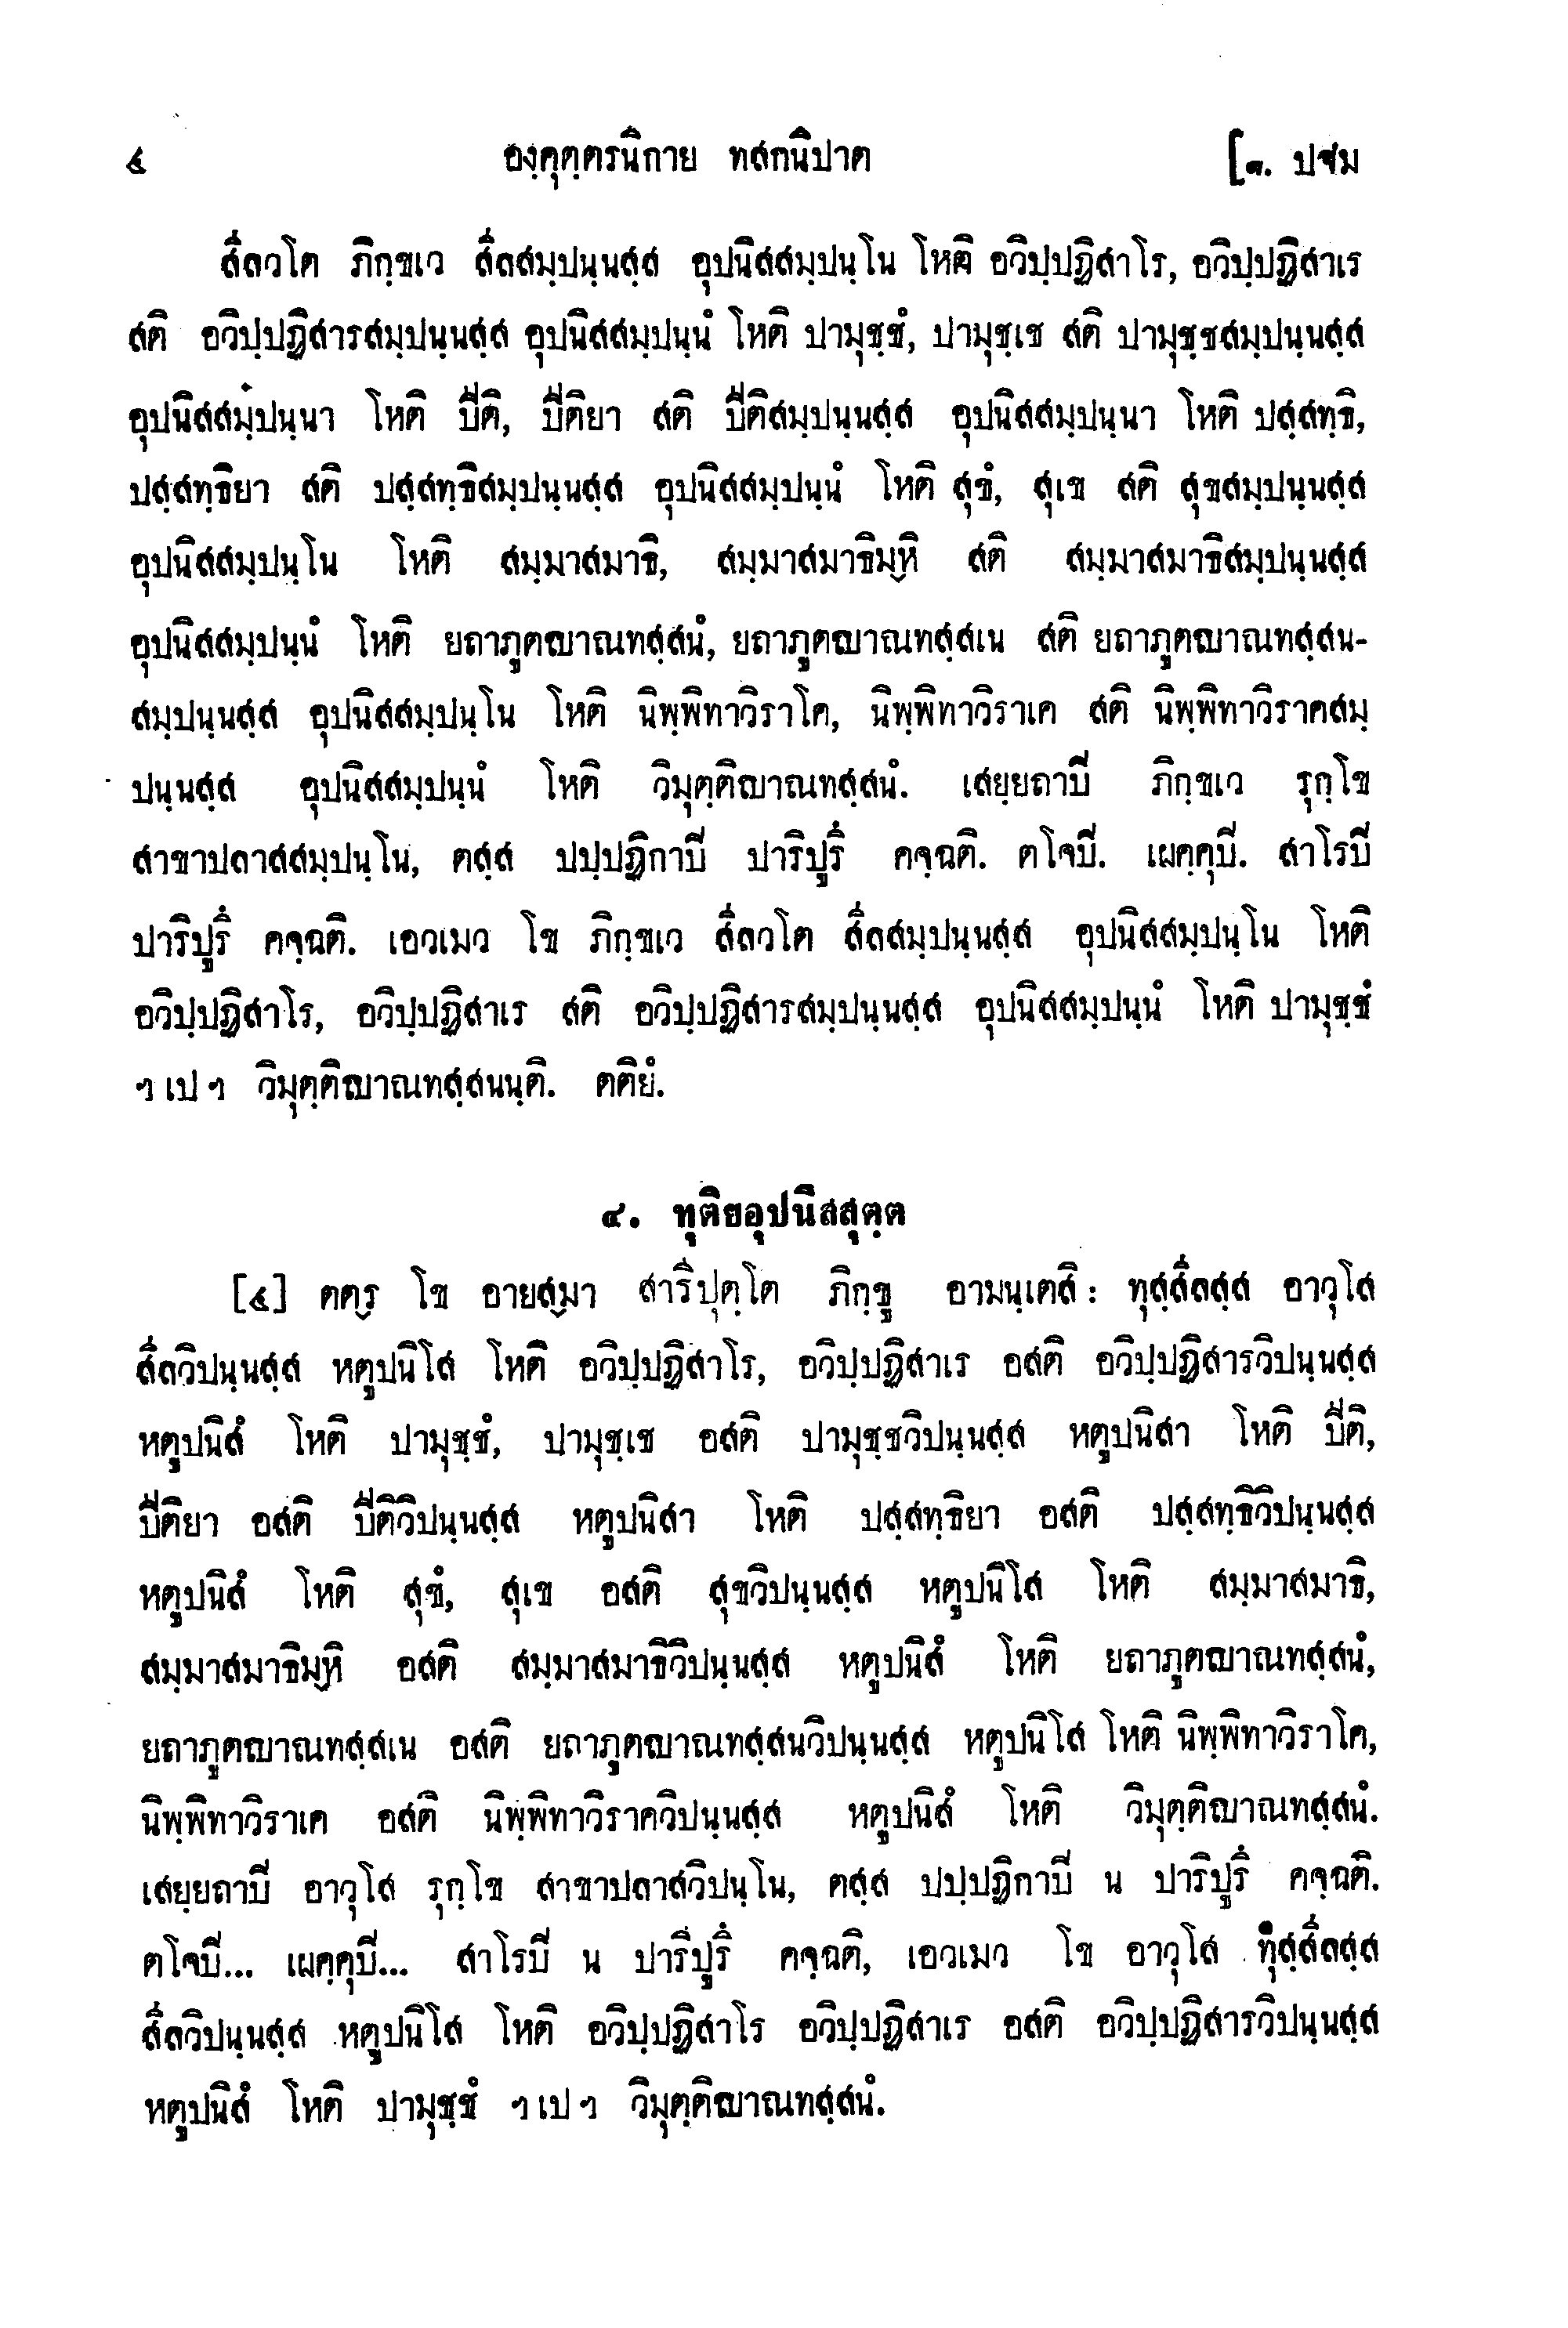 ๔ องฺคุตฺตรนิกาย ทสกนิปาต [๑. ปฐม
สีลวโต ภิกฺขเว สีลสมฺปนฺนสฺส อุปนิสสมฺปนฺโน โหติ อวิปฺปฏิสาโร, อวิปฺปฏิสาเร
สติ อวิปฺปฏิสารสมฺปนฺนสฺส อุปนิสสมฺปนฺนํ โหติ ปามุชฺชํ, ปามุชฺเช สติ ปามุชฺชสมฺปนฺนสฺส
อุปนิสสมฺปนฺนา โหติ ปีติ, ปีติยา สติ ปีติสมฺปนฺนสฺส อุปนิสสมฺปนฺนา โหติ ปสฺสทฺธิ,
ปสฺสทฺธิยา สติ ปสฺสทฺธิสมฺปนฺนสฺส อุปนิสสมฺปนฺนํ โหติ สุขํ, สุเข สติ สุขสมฺปนฺนสฺส
อุปนิสสมฺปนฺโน โหติ สมฺมาสมาธิ, สมฺมาสมาธิมฺหิ สติ สมฺมาสมาธิสมฺปนฺนสฺส
อุปนิสสมฺปนฺนํ โหติ ยถาภูตญาณทสฺสนํ, ยถาภูตญาณทสฺสเน สติ ยถาภูตญาณทสฺสน-
สมฺปนฺนสฺส อุปนิสสมฺปนฺโน โหติ นิพฺพิทาวิราโค, นิพฺพิทาวิราเค สติ นิพฺพิทาวิราคสมฺ
ปนฺนสฺส อุปนิสสมฺปนฺนํ โหติ วิมุตฺติญาณทสฺสนํ. เสยฺยถาปิ ภิกฺขเว รุกฺโข
สาขาปลาสสมฺปนฺโน, ตสฺส ปปฺปฏิกาปิ ปาริปูรึ คจฺฉติ. ตโจปิ. เผคฺคุปิ. สาโรปิ
ปาริปูรึ คจฺฉติ. เอวเมว โข ภิกฺขเว สีลวโต สีลสมฺปนฺนสฺส อุปนิสสมฺปนฺโน โหติ
อวิปฺปฏิสาโร, อวิปฺปฏิสาเร สติ อวิปฺปฏิสารสมฺปนฺนสฺส อุปนิสสมฺปนฺนํ โหติ ปามุชฺชํ
ฯ เป ฯ วิมุตฺติญาณทสฺสนนฺติ. ตติยํ.
๔. ทุติยอุปนิสสุตฺต
[๔] ตตฺร โข อายสฺมา สาริปุตฺโต ภิกฺขู อามนฺเตสิ: ทุสฺสีลสฺส อาวุโส
สีลวิปนฺนสฺส หตูปนิโส โหติ อวิปฺปฏิสาโร, อวิปฺปฏิสาเร อสติ อวิปฺปฏิสารวิปนฺนสฺส
หตูปนิสํ โหติ ปามุชฺชํ, ปามุชฺเช อสติ ปามุชฺชวิปนฺนสฺส หตูปนิสา โหติ ปีติ,
ปีติยา อสติ ปีติวิปนฺนสฺส หตูปนิสา โหติ ปสฺสทฺธิยา อสติ ปสฺสทฺธิวิปนฺนสฺส
หตูปนิสํ โหติ สุขํ, สุเข อสติ สุขวิปนฺนสฺส หตูปนิโส โหติ สมฺมาสมาธิ,
สมฺมาสมาธิมฺหิ อสติ สมฺมาสมาธิวิปนฺนสฺส หตูปนิสํ โหติ ยถาภูตญาณทสฺสนํ,
ยถาภูตญาณทสฺสเน อสติ ยถาภูตญาณทสฺสนวิปนฺนสฺส หตูปนิโส โหติ นิพฺพิทาวิราโค,
นิพฺพิทาวิราเค อสติ นิพฺพิทาวิราควิปนฺนสฺส หตูปนิสํ โหติ วิมุตฺติญาณทสฺสนํ.
เสยฺยถาปิ อาวุโส รุกฺโข สาขาปลาสวิปนฺโน, ตสฺส ปปฺปฏิกาปิ น ปาริปูรึ คจฺฉติ.
ตโจปิ... เผคฺคุปิ... สาโรปิ น ปาริปูรึ คจฺฉติ, เอวเมว โข อาวุโส ทุสฺสีลสฺส
สีลวิปนฺนสฺส หตูปนิโส โหติ อวิปฺปฏิสาโร อวิปฺปฏิสาเร อสติ อวิปฺปฏิสารวิปนฺนสฺส
หตูปนิสํ โหติ ปามุชฺชํ ฯ เป ฯ วิมุตฺติญาณทสฺสนํ.